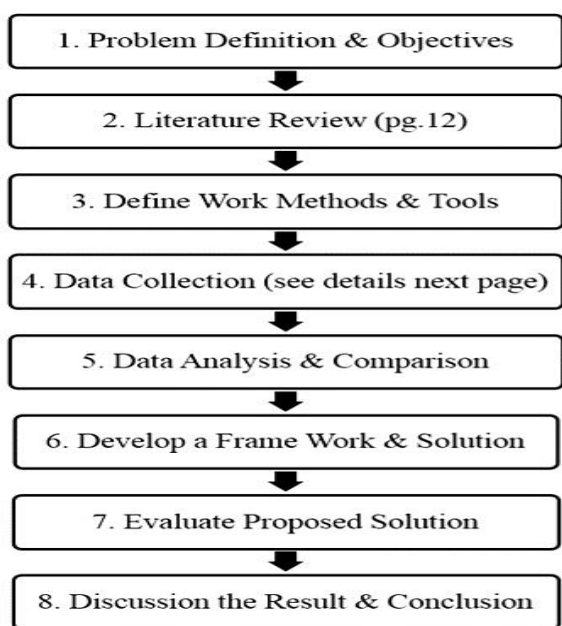 1. Problem Definition & Objectives
2. Literature Review (pg.12)
3. Define Work Methods & Tools
4. Data Collection (see details next page)
5. Data Analysis & Comparison
6. Develop a Frame Work & Solution
7. Evaluate Proposed Solution
8. Discussion the Result & Conclusion